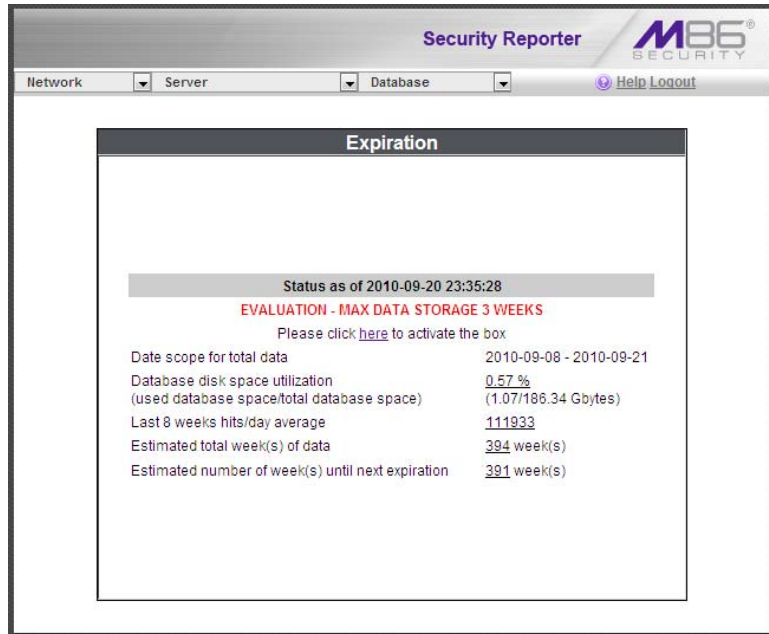 Security Reporter
M86®
SECURITY
Network Server Database Help Logout
Expiration
Status as of 2010-09-20 23:35:28
EVALUATION - MAX DATA STORAGE 3 WEEKS
Please click here to activate the box
Date scope for total data 2010-09-08 - 2010-09-21
Database disk space utilization 0.57 %
(used database space/total database space) (1.07/186.34 Gbytes)
Last 8 weeks hits/day average 111933
Estimated total week(s) of data 394 week(s)
Estimated number of week(s) until next expiration 391 week(s)